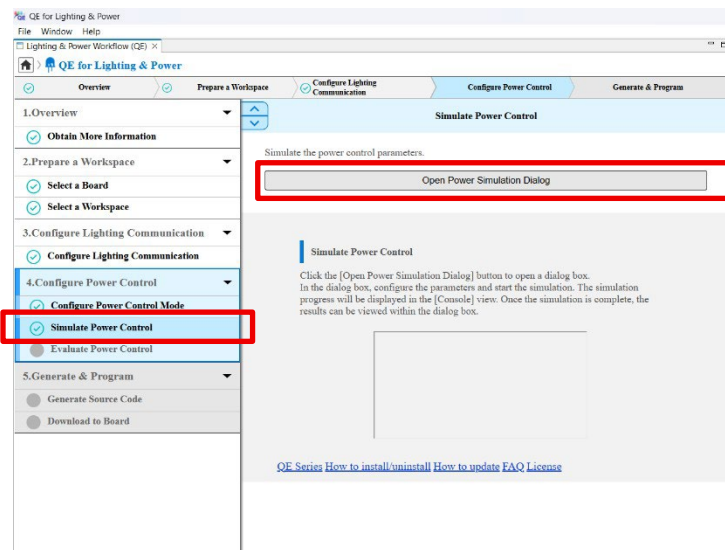 QE for Lighting & Power
File Window Help
Lighting & Power Workflow (QE)
QE for Lighting & Power
Overview
Prepare a Workspace
Configure Lighting
Communication
Configure Power Control
Generate & Program
1.Overview
Obtain More Information
2.Prepare a Workspace
Select a Board
Select a Workspace
3.Configure Lighting Communication
Configure Lighting Communication
4.Configure Power Control
Configure Power Control Mode
Simulate Power Control
Evaluate Power Control
5.Generate & Program
Generate Source Code
Download to Board
Simulate Power Control
Simulate the power control parameters.
Open Power Simulation Dialog
Simulate Power Control
Click the [Open Power Simulation Dialog] button to open a dialog box.
In the dialog box, configure the parameters and start the simulation. The simulation
progress will be displayed in the [Console] view. Once the simulation is complete, the
results can be viewed within the dialog box.
QE Series How to install/uninstall How to update FAQ License